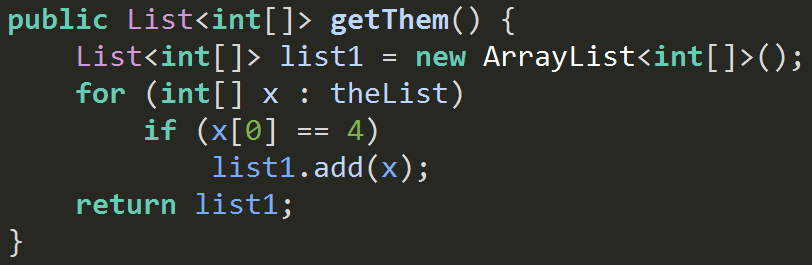 public List<int[]> getThem() {
    List<int[]> list1 = new ArrayList<int[]>();
    for (int[] x : theList)
        if (x[0] == 4)
            list1.add(x);
    return list1;
}